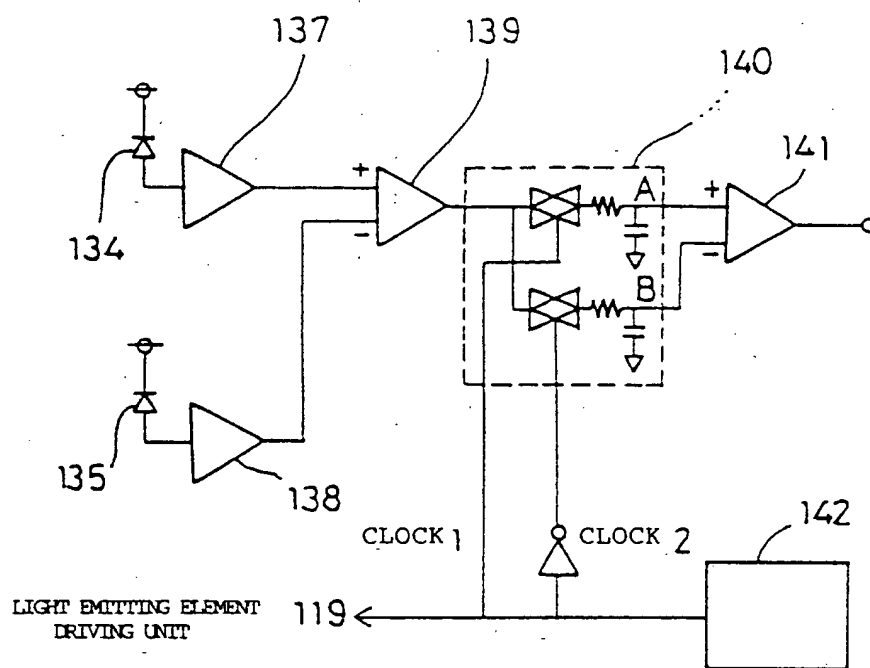 137
139
140
134
+
-
A
+
141
-
B
135
138
CLOCK 1
CLOCK 2
142
LIGHT EMITTING ELEMENT
DRIVING UNIT
119